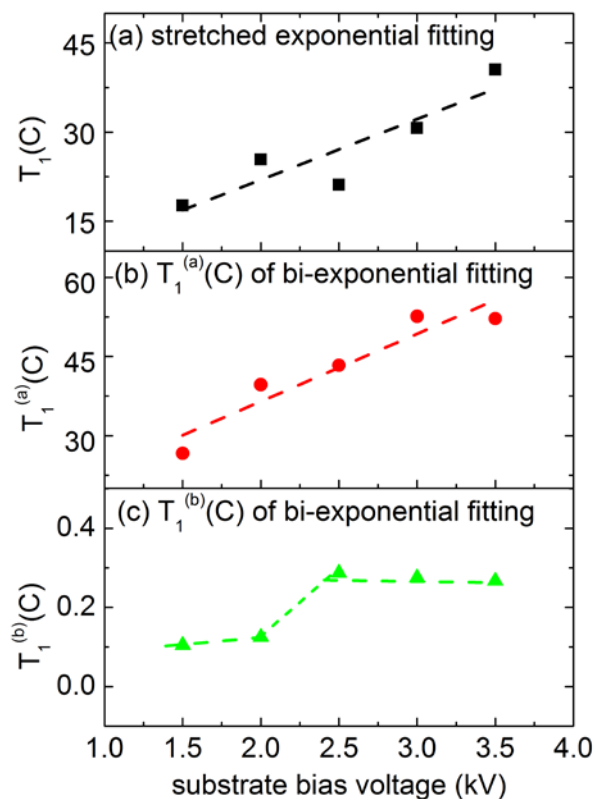 (a) stretched exponential fitting
45
30
15
T₁(C)
(b) T₁⁽ᵃ⁾(C) of bi-exponential fitting
60
45
30
T₁⁽ᵃ⁾(C)
(c) T₁⁽ᵇ⁾(C) of bi-exponential fitting
0.4
0.2
0.0
T₁⁽ᵇ⁾(C)
1.0 1.5 2.0 2.5 3.0 3.5 4.0
substrate bias voltage (kV)